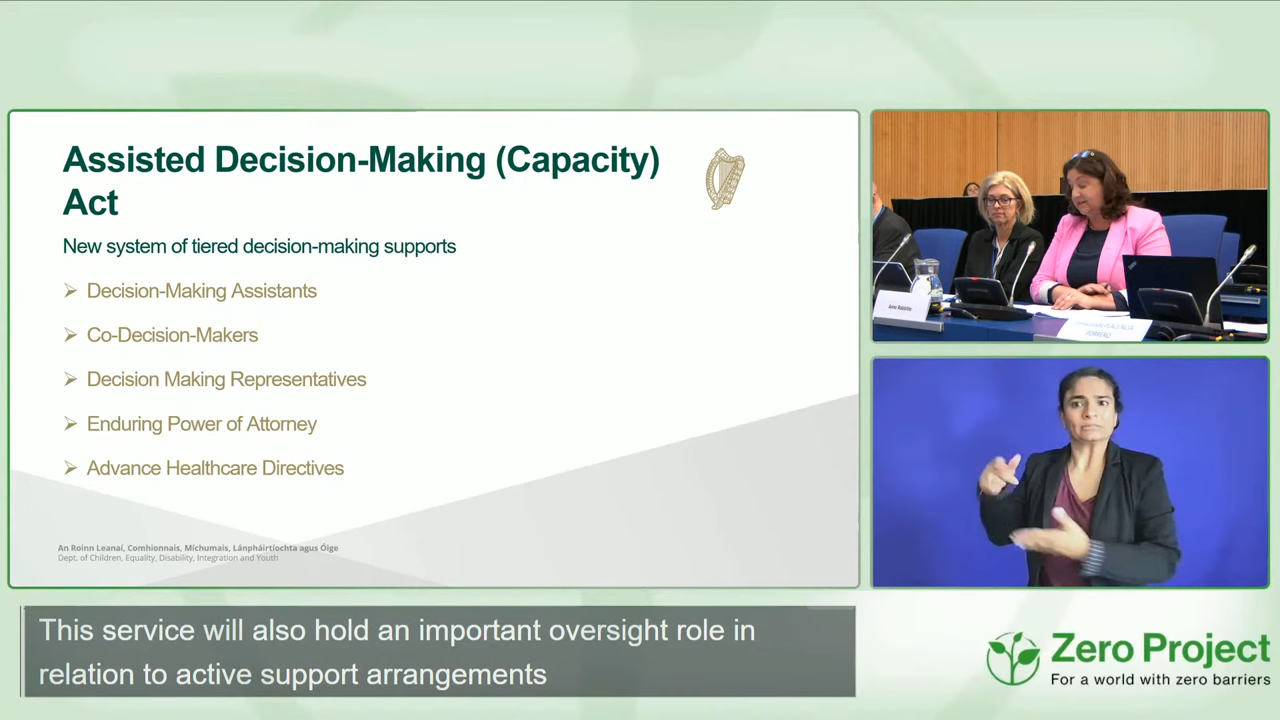 Assisted Decision-Making (Capacity)
Act
New system of tiered decision-making supports
Decision-Making Assistants
Co-Decision-Makers
Decision Making Representatives
Enduring Power of Attorney
Advance Healthcare Directives
An Roinn Leanaí, Comhionnais, Míchumais, Lánpháirtíochta agus Óige
Dept. of Children, Equality, Disability, Integration and Youth
This service will also hold an important oversight role in
relation to active support arrangements
Zero Project
For a world with zero barriers